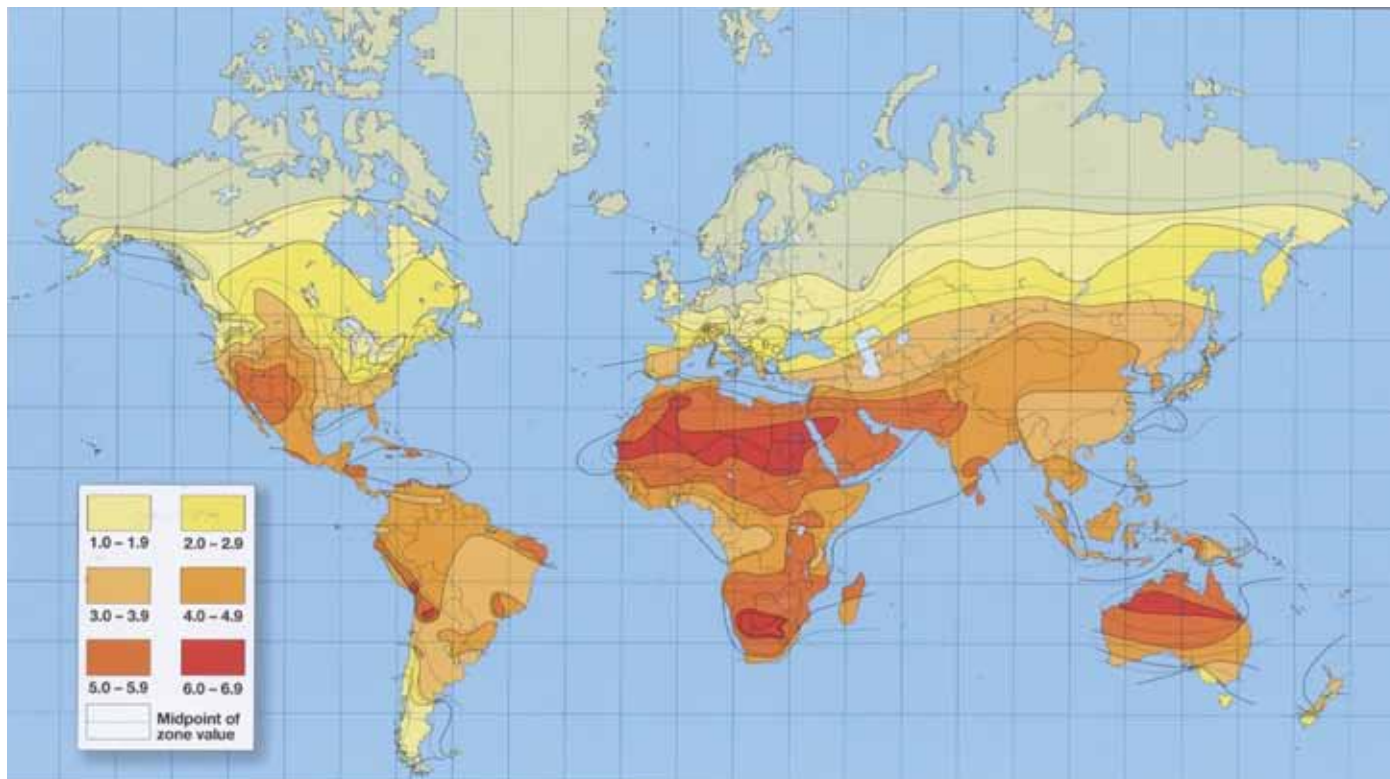 1.0 – 1.9 2.0 – 2.9
3.0 – 3.9 4.0 – 4.9
5.0 – 5.9 6.0 – 6.9
Midpoint of
zone value